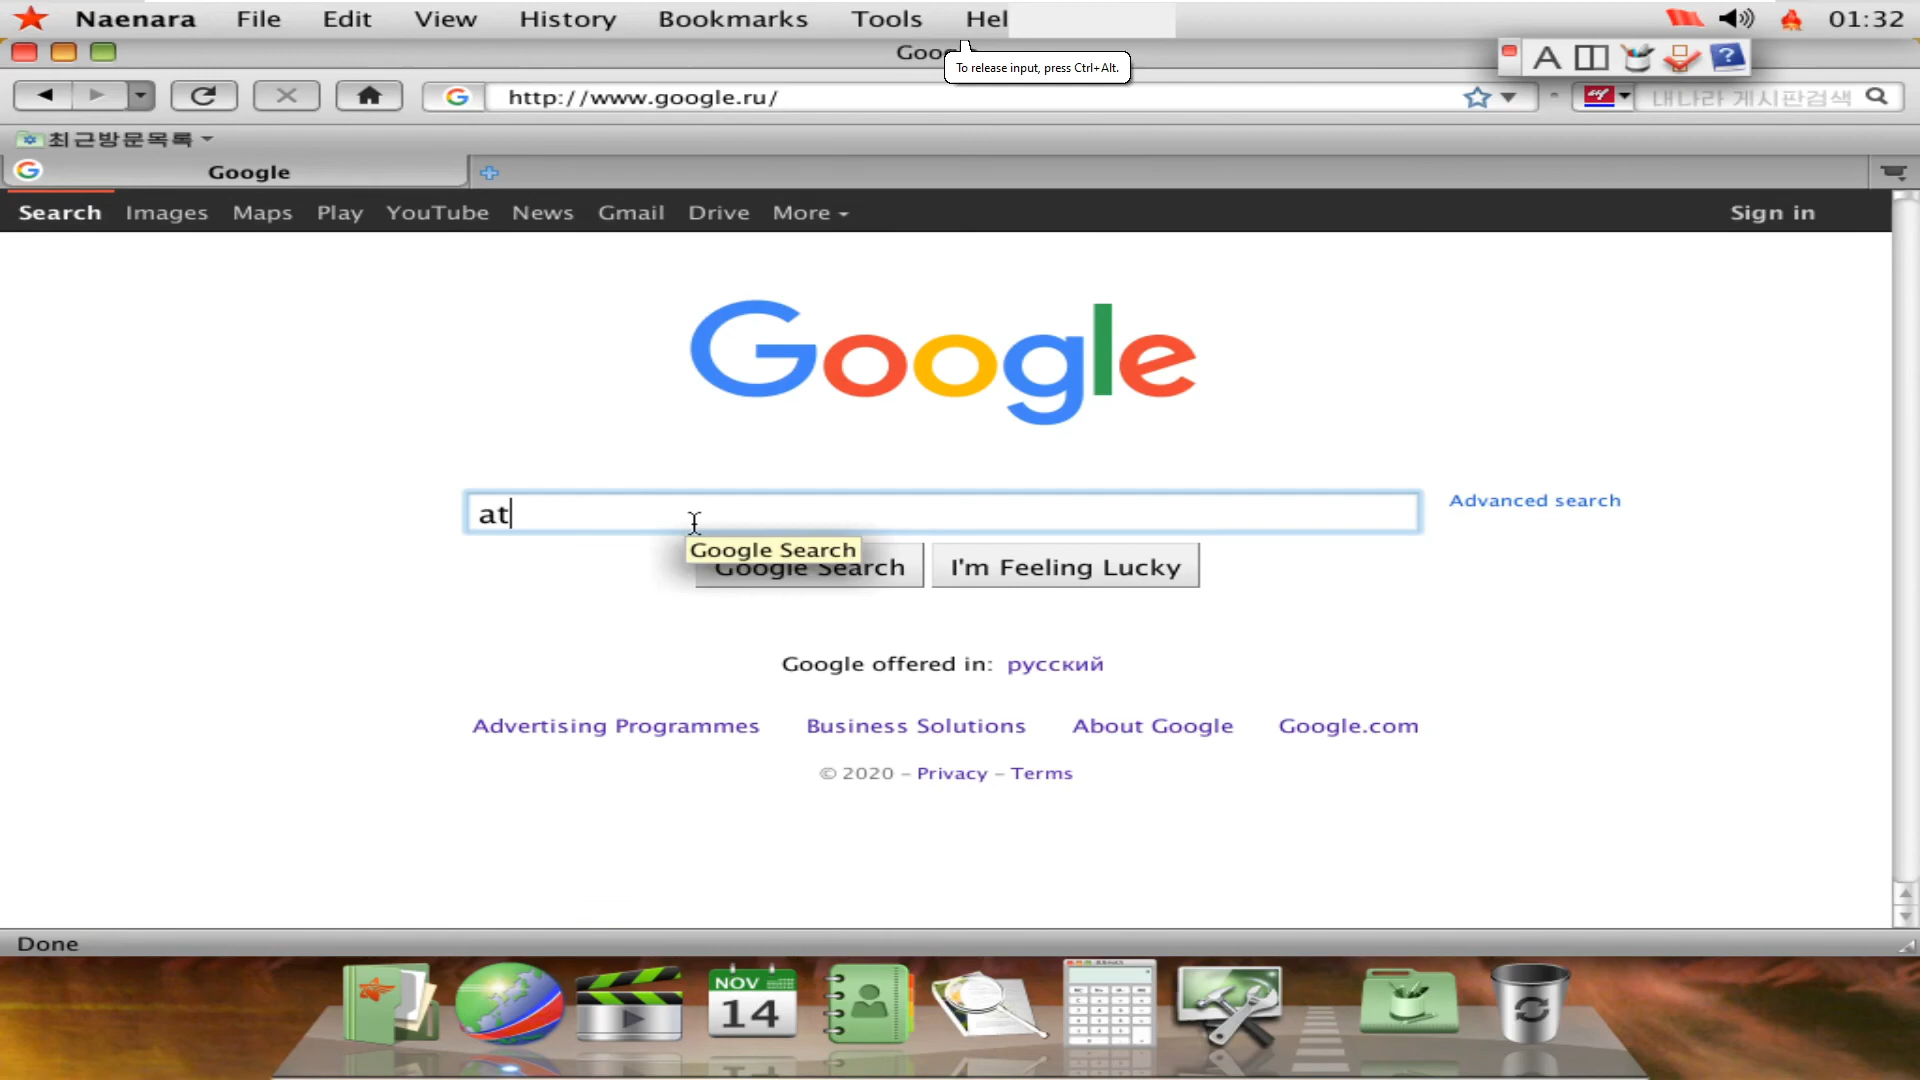 Naenara File Edit View History Bookmarks Tools Hel 01:32
Goo
To release input, press Ctrl+Alt.
A
http://www.google.ru/
내나라 게시판검색
최근방문목록
Google
Search Images Maps Play YouTube News Gmail Drive More Sign in
Google
at
Advanced search
Google Search
Google Search I'm Feeling Lucky
Google offered in: русский
Advertising Programmes Business Solutions About Google Google.com
© 2020 – Privacy – Terms
Done
NOV
14